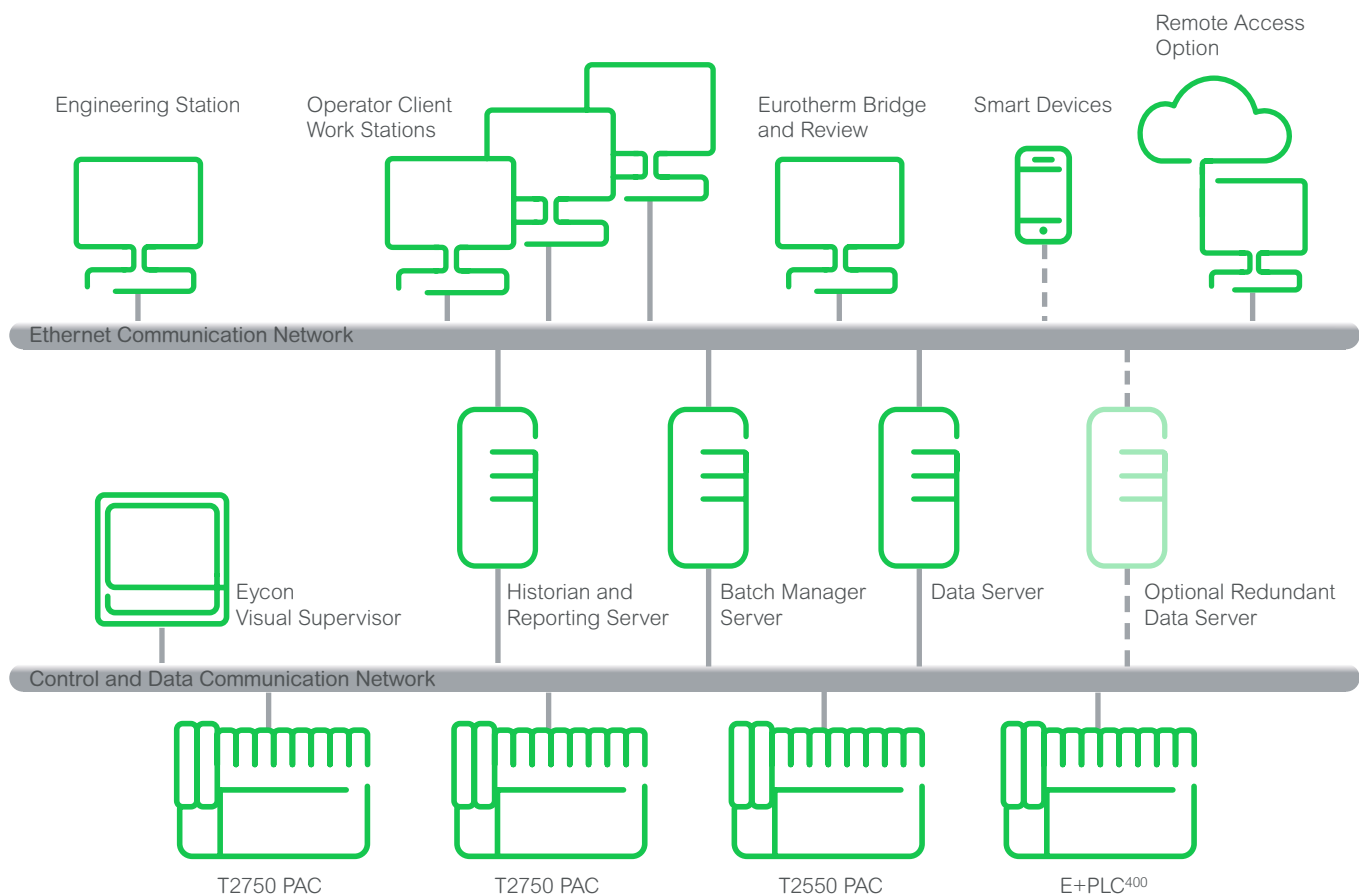 Remote Access
Option
Engineering Station
Operator Client
Work Stations
Eurotherm Bridge
and Review
Smart Devices
Ethernet Communication Network
Eycon
Visual Supervisor
Historian and
Reporting Server
Batch Manager
Server
Data Server
Optional Redundant
Data Server
Control and Data Communication Network
T2750 PAC
T2750 PAC
T2550 PAC
E+PLC⁴⁰⁰